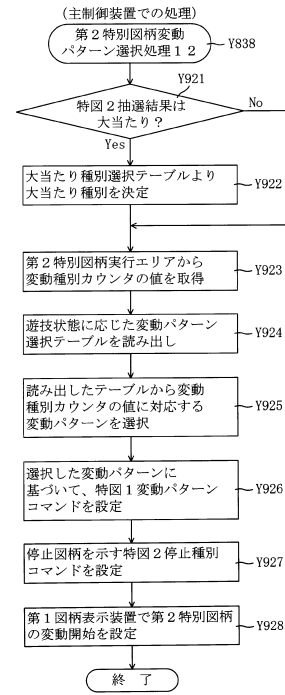 (主制御装置での処理)
第２特別図柄変動
パターン選択処理１２
Y838
Y921
特図２抽選結果は
大当たり？
No
Yes
大当たり種別選択テーブルより
大当たり種別を決定
Y922
第２特別図柄実行エリアから
変動種別カウンタの値を取得
Y923
遊技状態に応じた変動パターン
選択テーブルを読み出し
Y924
読み出したテーブルから変動
種別カウンタの値に対応する
変動パターンを選択
Y925
選択した変動パターンに
基づいて、特図１変動パターン
コマンドを設定
Y926
停止図柄を示す特図２停止種別
コマンドを設定
Y927
第１図柄表示装置で第２特別図柄
の変動開始を設定
Y928
終 了